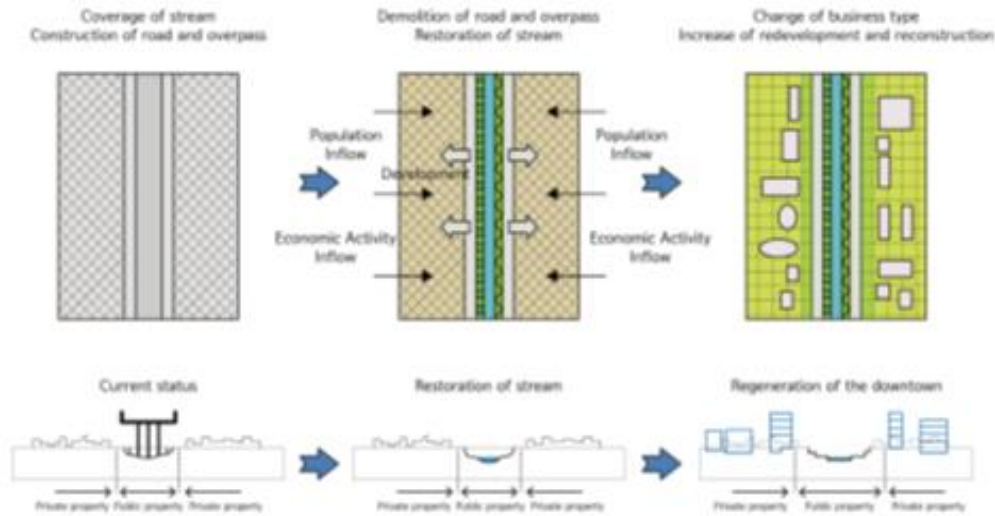 Coverage of stream
Construction of road and overpass
Demolition of road and overpass
Restoration of stream
Change of business type
Increase of redevelopment and reconstruction
Population
Inflow
Development
Economic Activity
Inflow
Population
Inflow
Economic Activity
Inflow
Current status
Restoration of stream
Regeneration of the downtown
Private property Public property Private property
Private property Public property Private property
Private property Public property Private property